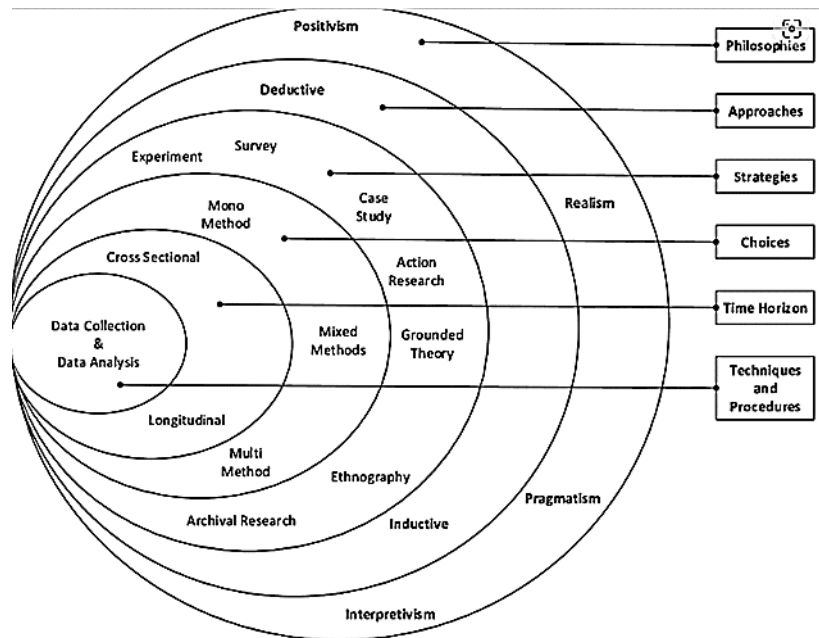 Positivism
Philosophies
Deductive
Approaches
Survey
Experiment
Strategies
Mono
Method
Case
Study
Realism
Choices
Cross Sectional
Action
Research
Time Horizon
Data Collection
&
Data Analysis
Mixed
Methods
Grounded
Theory
Techniques
and
Procedures
Longitudinal
Multi
Method
Ethnography
Pragmatism
Archival Research
Inductive
Interpretivism